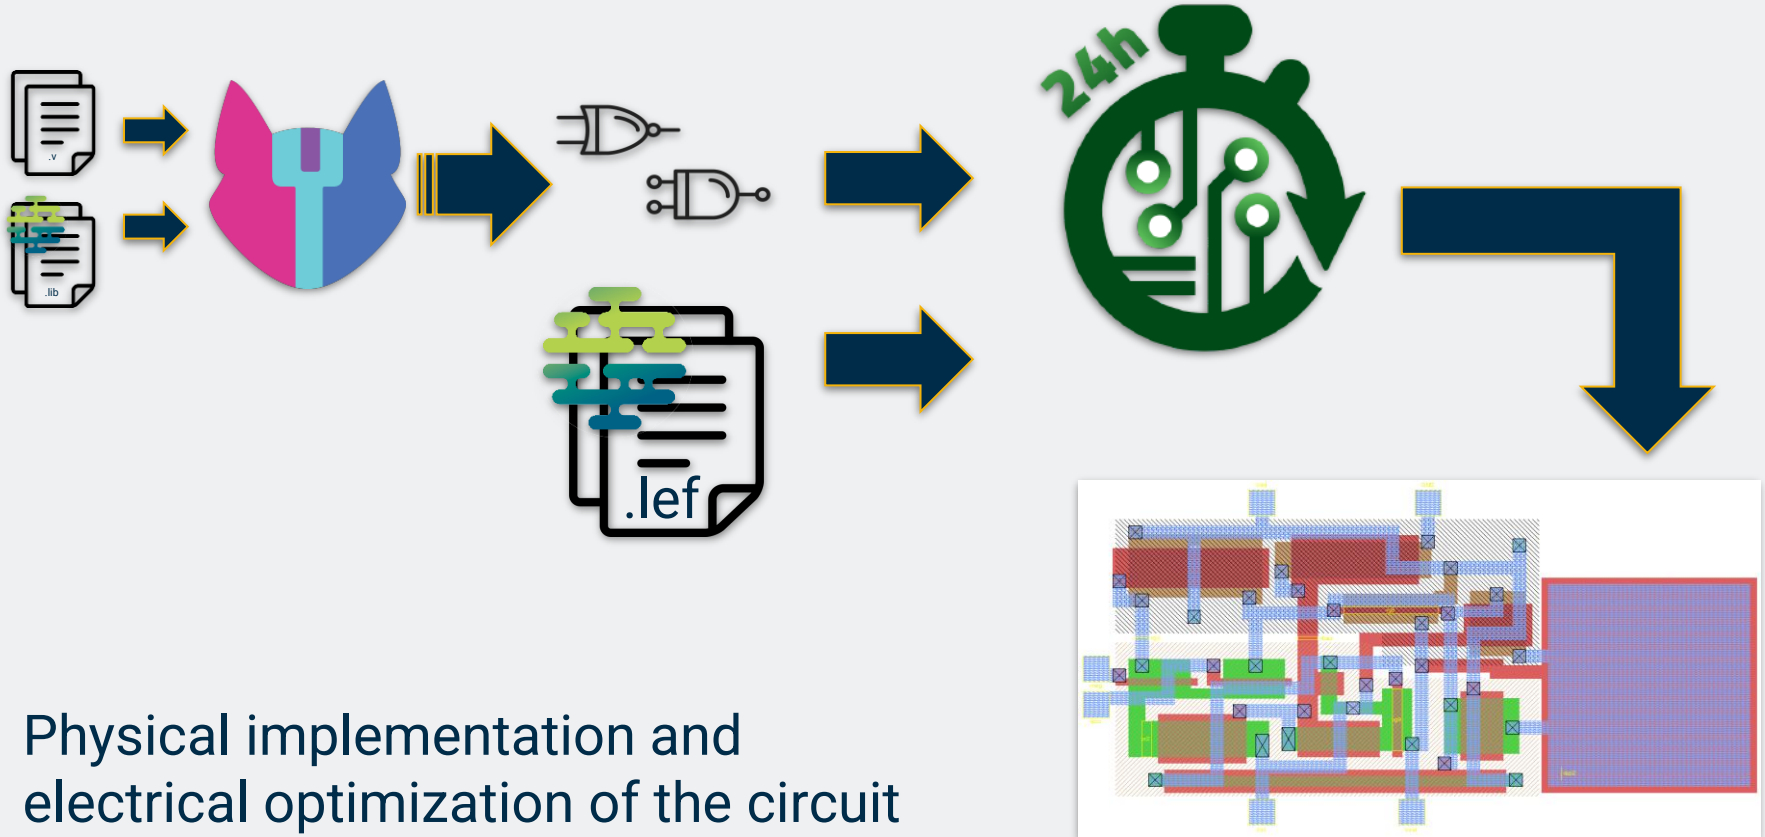 24h
.v
.lib
.lef
Physical implementation and
electrical optimization of the circuit